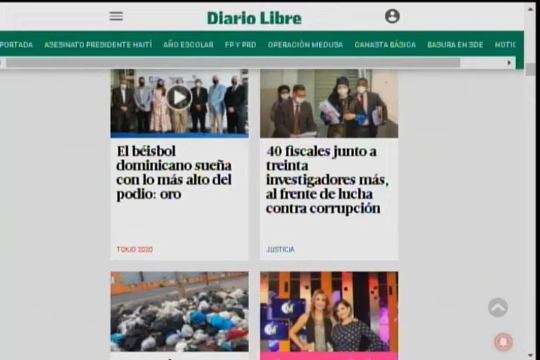 Diario Libre
PORTADA ASESINATO PRESIDENTE HAITÍ AÑO ESCOLAR FP Y PRD OPERACIÓN MEDUSA CANASTA BÁSICA BASURA EN SDE NOTIC
El béisbol
dominicano sueña
con lo más alto del
podio: oro
TOKIO 2020
40 fiscales junto a
treinta
investigadores más,
al frente de lucha
contra corrupción
JUSTICIA